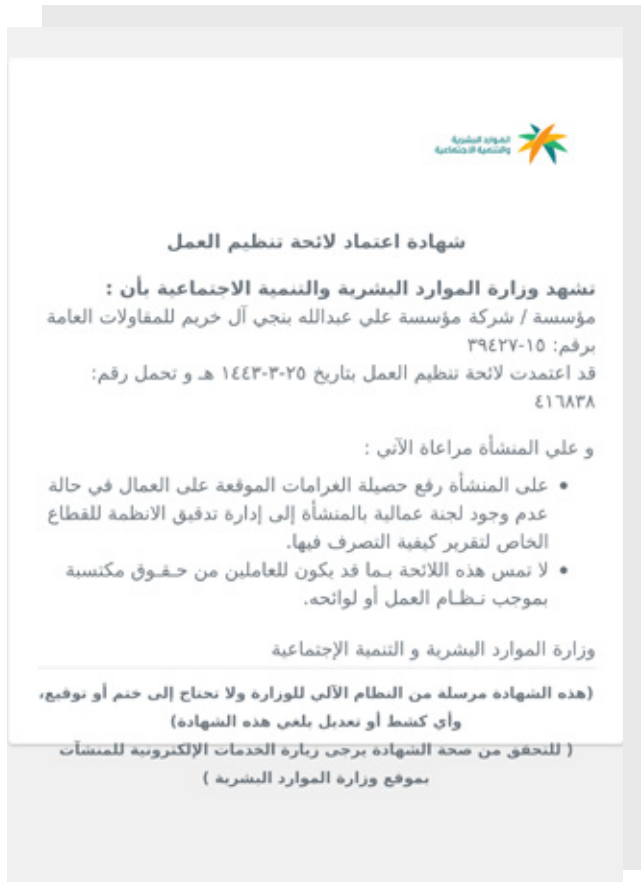 الموارد البشرية
والتنمية الاجتماعية
شهادة اعتماد لائحة تنظيم العمل
تشهد وزارة الموارد البشرية والتنمية الاجتماعية بأن :
مؤسسة / شركة مؤسسة علي عبدالله بنجي آل خريم للمقاولات العامة
برقم: ١٥-٣٩٤٢٧
قد اعتمدت لائحة تنظيم العمل بتاريخ ٢٥-٣-١٤٤٣ هـ و تحمل رقم:
٤١٦٨٣٨
و على المنشأة مراعاة الآتي :
• على المنشأة رفع حصيلة الغرامات الموقعة على العمال في حالة
عدم وجود لجنة عمالية بالمنشأة إلى إدارة تدقيق الانظمة للقطاع
الخاص لتقرير كيفية التصرف فيها.
• لا تمس هذه اللائحة بـما قد يكون للعاملين من حـقـوق مكتسبة
بموجب نـظـام العمل أو لوائحه.
وزارة الموارد البشرية و التنمية الإجتماعية
(هذه الشهادة مرسلة من النظام الآلي للوزارة ولا تحتاج إلى ختم أو توقيع،
وأي كشط أو تعديل يلغي هذه الشهادة)
( للتحقق من صحة الشهادة يرجى زيارة الخدمات الإلكترونية للمنشآت
بموقع وزارة الموارد البشرية )